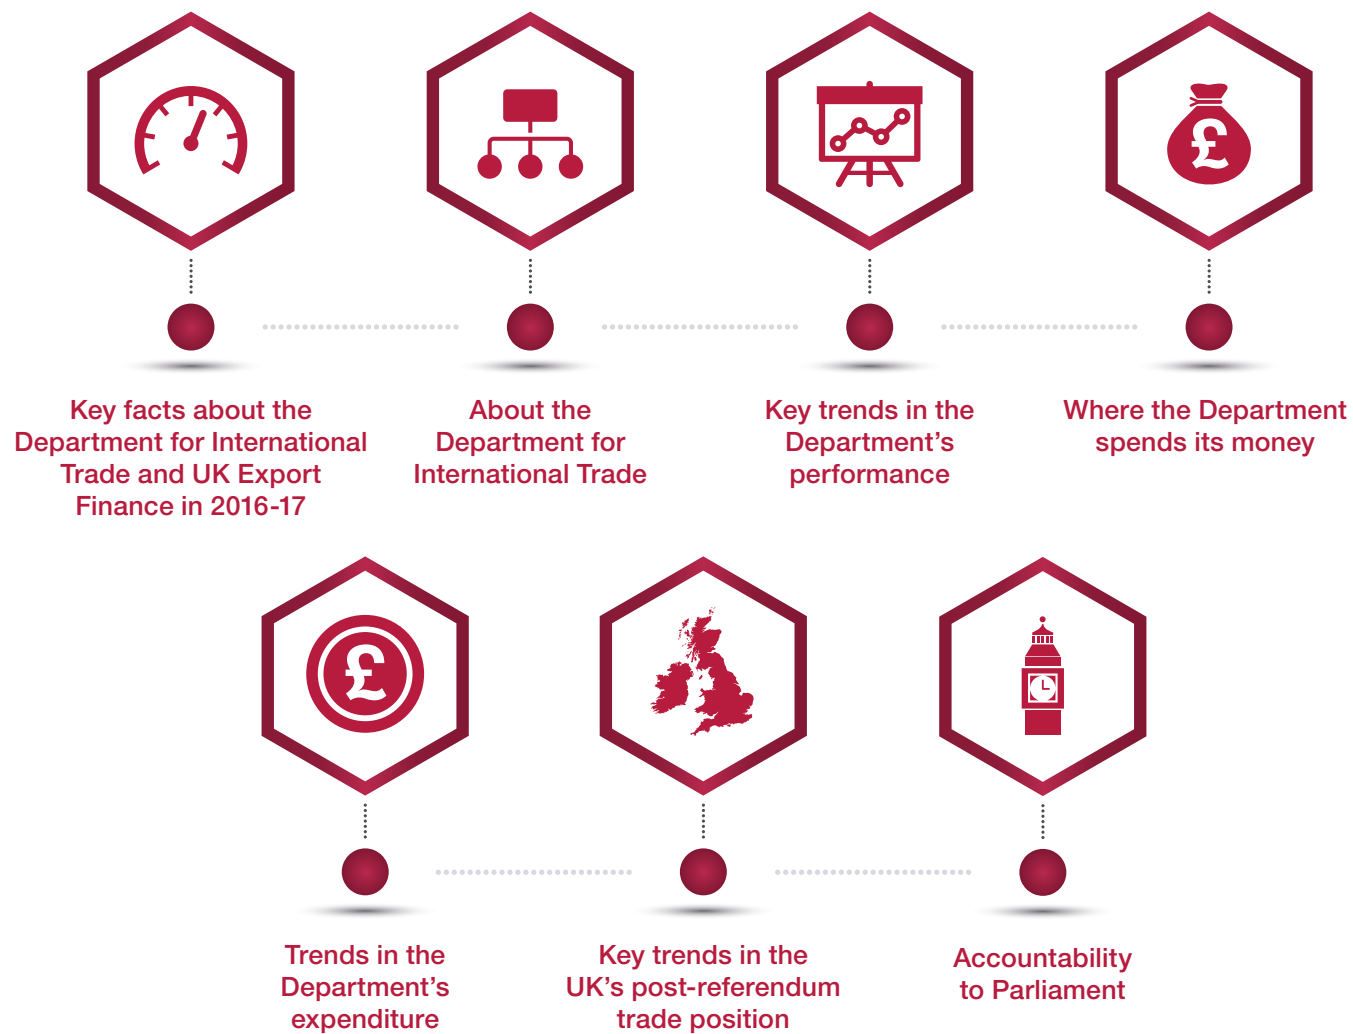 Key facts about the
Department for International
Trade and UK Export
Finance in 2016-17
About the
Department for
International Trade
Key trends in the
Department’s
performance
£
Where the Department
spends its money
£
Trends in the
Department’s
expenditure
Key trends in the
UK’s post-referendum
trade position
Accountability
to Parliament